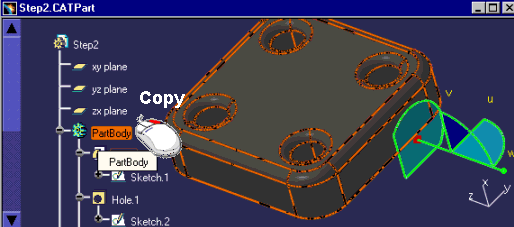 Step2.CATPart
Step2
xy plane
yz plane
zx plane
Copy
PartBody
PartBody
Sketch.1
Hole.1
Sketch.2
v
u
w
x
y
z